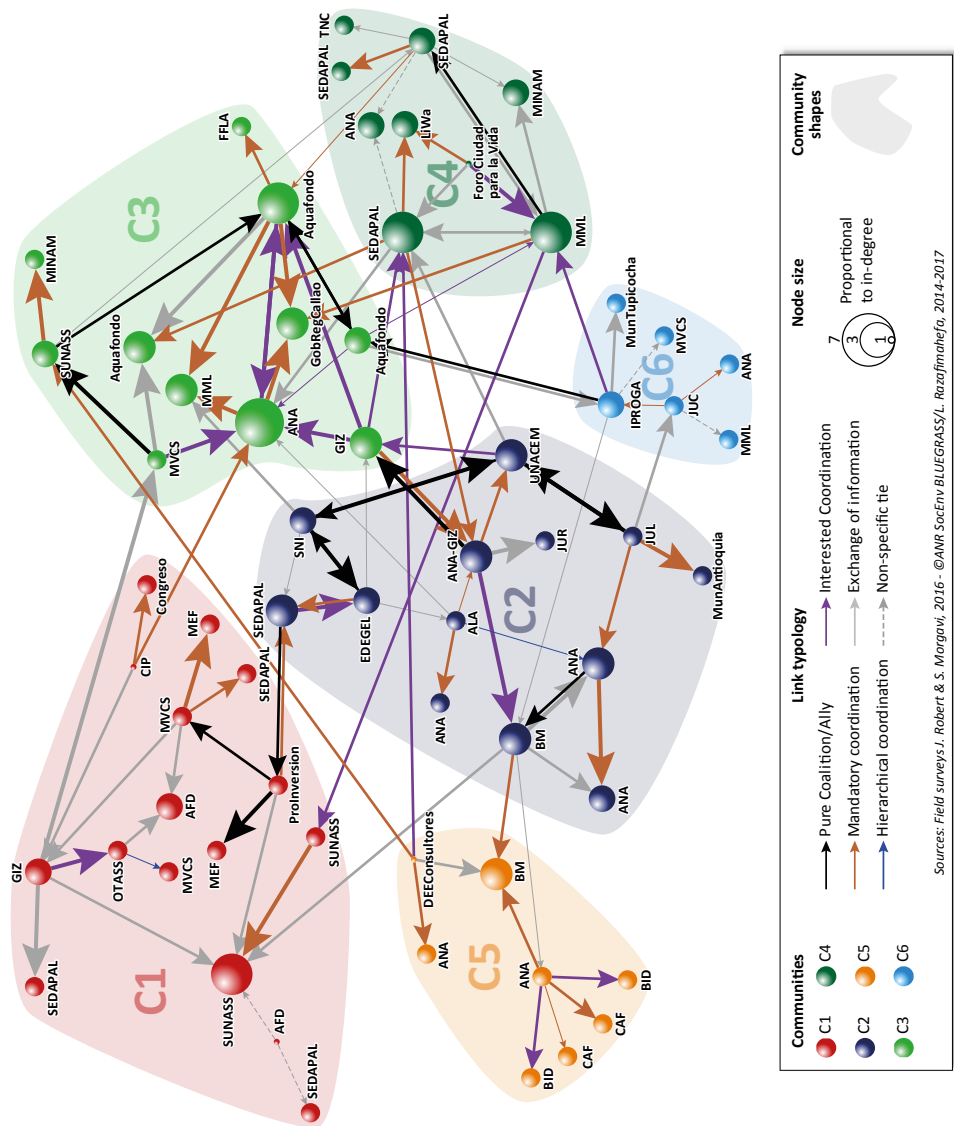 C1
SEDAPAL
GIZ
OTASS
MVCS
AFD
MVCS
CIP
Congreso
MEF
SEDAPAL
MEF
ProInversion
SUNASS
SUNASS
AFD
SEDAPAL
C3
MVCS
SUNASS
MINAM
Aquafondo
MML
ANA
GobRegCallao
Aquafondo
FFLA
Aquafondo
GIZ
C2
SEDAPAL
SNI
EDEGEL
ANA
ALA
ANA-GIZ
UNACEM
BM
JUR
ANA
ANA
JUL
MunAntioquia
C4
SEDAPAL
TNC
SEDAPAL
ANA
LiWa
SEDAPAL
Foro Ciudad
para la Vida
MINAM
MML
C5
DEEConsultores
ANA
BM
ANA
BID
CAF
CAF
BID
C6
IPROGA
MunTupicocha
MVCS
JUC
MML
ANA
Communities
C1
C2
C3
C4
C5
C6
Link typology
Pure Coalition/Ally
Mandatory coordination
Hierarchical coordination
Interested Coordination
Exchange of information
Non-specific tie
Node size
7
3
1
0
Proportional
to in-degree
Community
shapes
Sources: Field surveys J. Robert & S. Margavi, 2016 - ©ANR SocEnv BLUEGRASS/L. Razafimahefa, 2014-2017